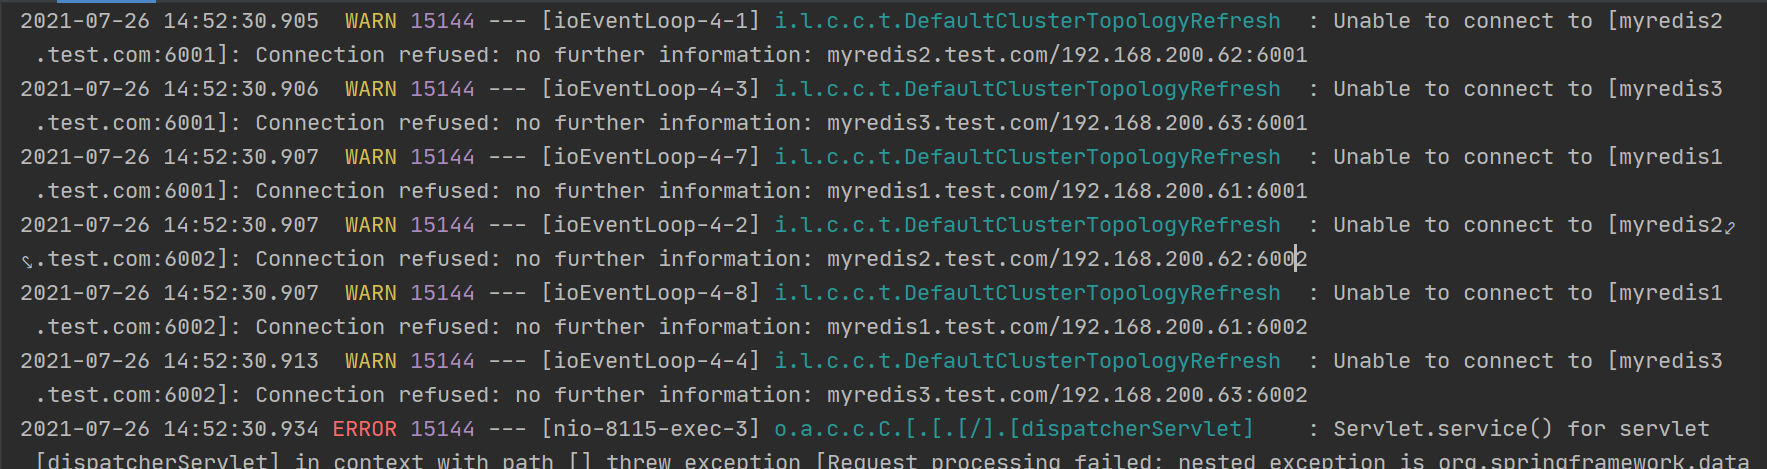 2021-07-26 14:52:30.905  WARN 15144 --- [ioEventLoop-4-1] i.l.c.c.t.DefaultClusterTopologyRefresh  : Unable to connect to [myredis2
.test.com:6001]: Connection refused: no further information: myredis2.test.com/192.168.200.62:6001
2021-07-26 14:52:30.906  WARN 15144 --- [ioEventLoop-4-3] i.l.c.c.t.DefaultClusterTopologyRefresh  : Unable to connect to [myredis3
.test.com:6001]: Connection refused: no further information: myredis3.test.com/192.168.200.63:6001
2021-07-26 14:52:30.907  WARN 15144 --- [ioEventLoop-4-7] i.l.c.c.t.DefaultClusterTopologyRefresh  : Unable to connect to [myredis1
.test.com:6001]: Connection refused: no further information: myredis1.test.com/192.168.200.61:6001
2021-07-26 14:52:30.907  WARN 15144 --- [ioEventLoop-4-2] i.l.c.c.t.DefaultClusterTopologyRefresh  : Unable to connect to [myredis2
.test.com:6002]: Connection refused: no further information: myredis2.test.com/192.168.200.62:6002
2021-07-26 14:52:30.907  WARN 15144 --- [ioEventLoop-4-8] i.l.c.c.t.DefaultClusterTopologyRefresh  : Unable to connect to [myredis1
.test.com:6002]: Connection refused: no further information: myredis1.test.com/192.168.200.61:6002
2021-07-26 14:52:30.913  WARN 15144 --- [ioEventLoop-4-4] i.l.c.c.t.DefaultClusterTopologyRefresh  : Unable to connect to [myredis3
.test.com:6002]: Connection refused: no further information: myredis3.test.com/192.168.200.63:6002
2021-07-26 14:52:30.934 ERROR 15144 --- [nio-8115-exec-3] o.a.c.c.C.[.[.[/].[dispatcherServlet]    : Servlet.service() for servlet
[dispatcherServlet] in context with path [] threw exception [Request processing failed; nested exception is org.springframework.data